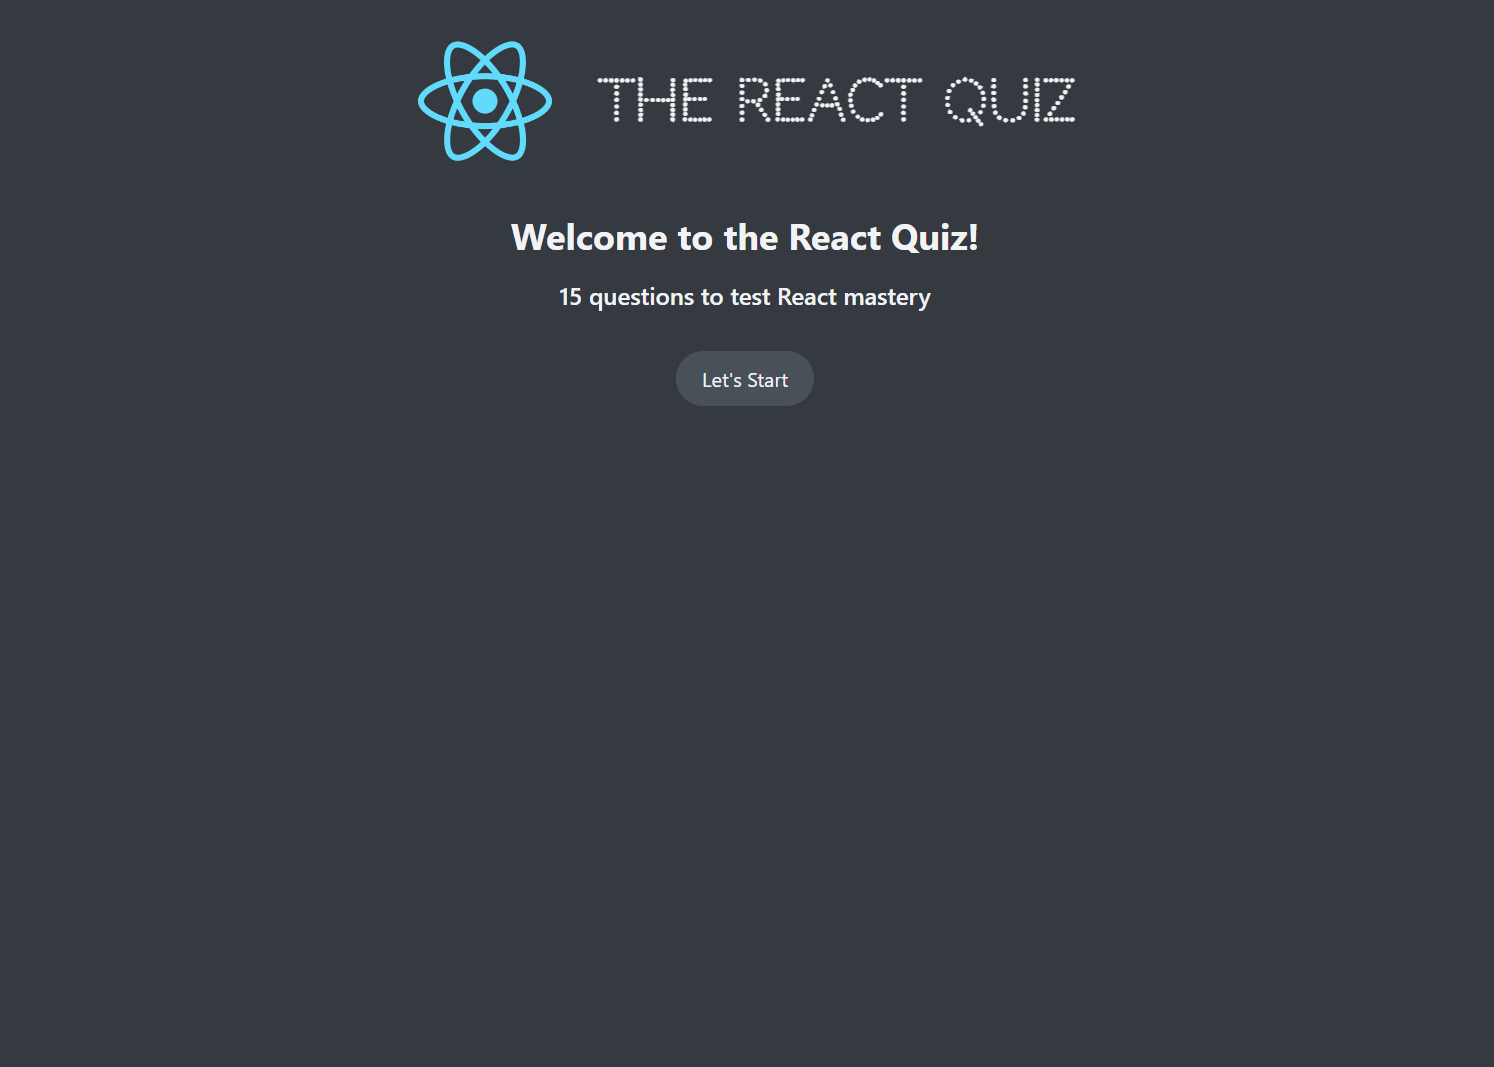 THE REACT QUIZ
Welcome to the React Quiz!
15 questions to test React mastery
Let's Start